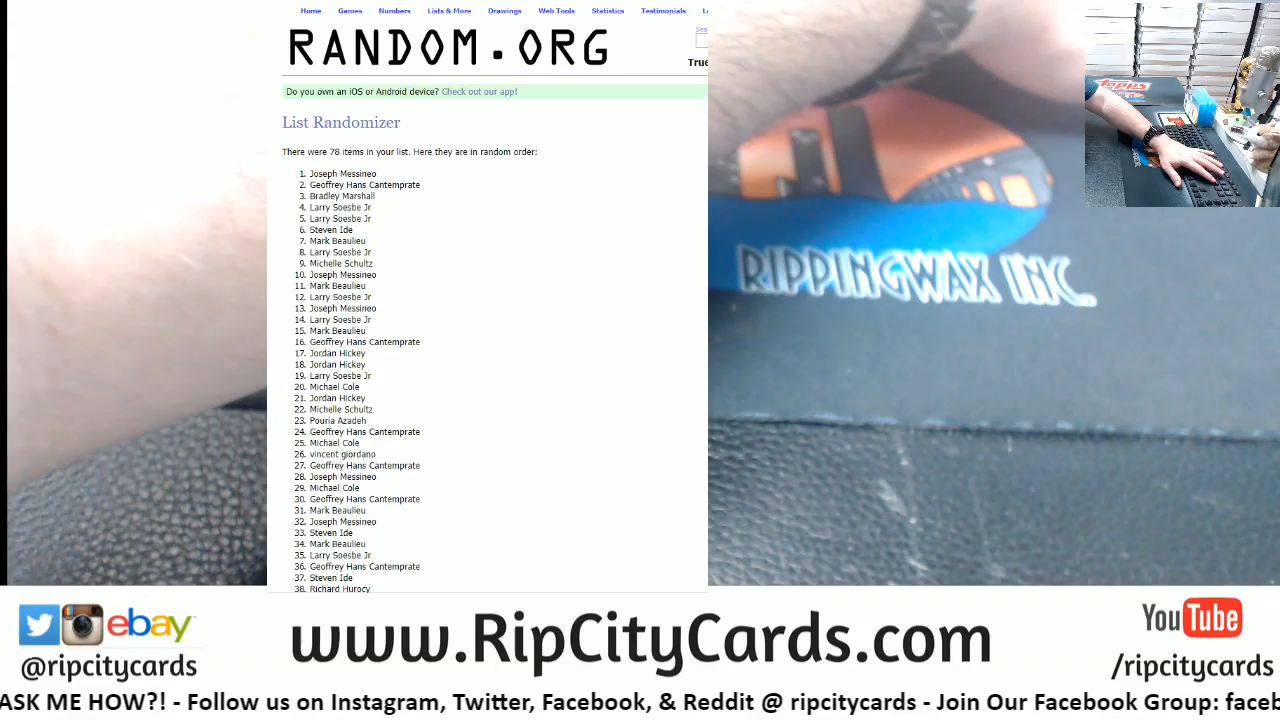 Home Games Numbers Lists & More Drawings Web Tools Statistics Testimonials
RANDOM.ORG
True
Do you own an iOS or Android device? Check out our app!
List Randomizer
There were 78 items in your list. Here they are in random order:
1. Joseph Messineo
2. Geoffrey Hans Cantemprate
3. Bradley Marshall
4. Larry Soesbe Jr
5. Larry Soesbe Jr
6. Steven Ide
7. Mark Beaulieu
8. Larry Soesbe Jr
9. Michelle Schultz
10. Joseph Messineo
11. Mark Beaulieu
12. Larry Soesbe Jr
13. Joseph Messineo
14. Larry Soesbe Jr
15. Mark Beaulieu
16. Geoffrey Hans Cantemprate
17. Jordan Hickey
18. Jordan Hickey
19. Larry Soesbe Jr
20. Michael Cole
21. Jordan Hickey
22. Michelle Schultz
23. Pouria Azadeh
24. Geoffrey Hans Cantemprate
25. Michael Cole
26. vincent giordano
27. Geoffrey Hans Cantemprate
28. Joseph Messineo
29. Michael Cole
30. Geoffrey Hans Cantemprate
31. Mark Beaulieu
32. Joseph Messineo
33. Steven Ide
34. Mark Beaulieu
35. Larry Soesbe Jr
36. Geoffrey Hans Cantemprate
37. Steven Ide
38. Richard Hurocy
RIPPINGWAX INC.
Topps
ebay
@ripcitycards
www.RipCityCards.com
YouTube
/ripcitycards
ASK ME HOW?! - Follow us on Instagram, Twitter, Facebook, & Reddit @ ripcitycards - Join Our Facebook Group: faceb